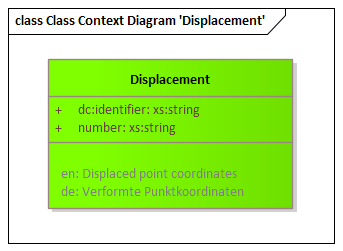 class Class Context Diagram 'Displacement'
Displacement
+ dc:identifier: xs:string
+ number: xs:string
en: Displaced point coordinates
de: Verformte Punktkoordinaten